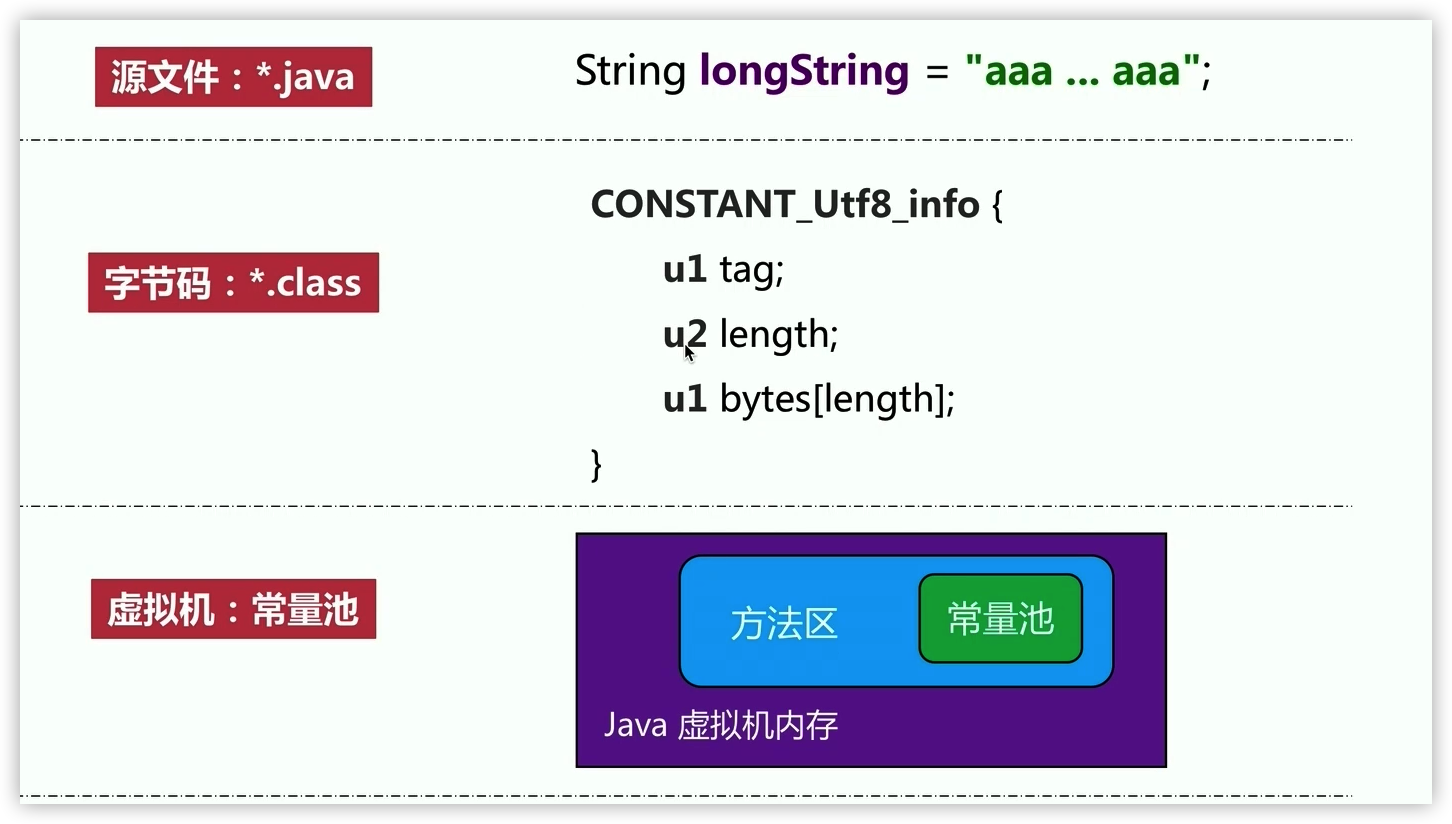 源文件：*.java
String longString = "aaa ... aaa";
字节码：*.class
CONSTANT_Utf8_info {
u1 tag;
u2 length;
u1 bytes[length];
}
虚拟机：常量池
方法区
常量池
Java 虚拟机内存